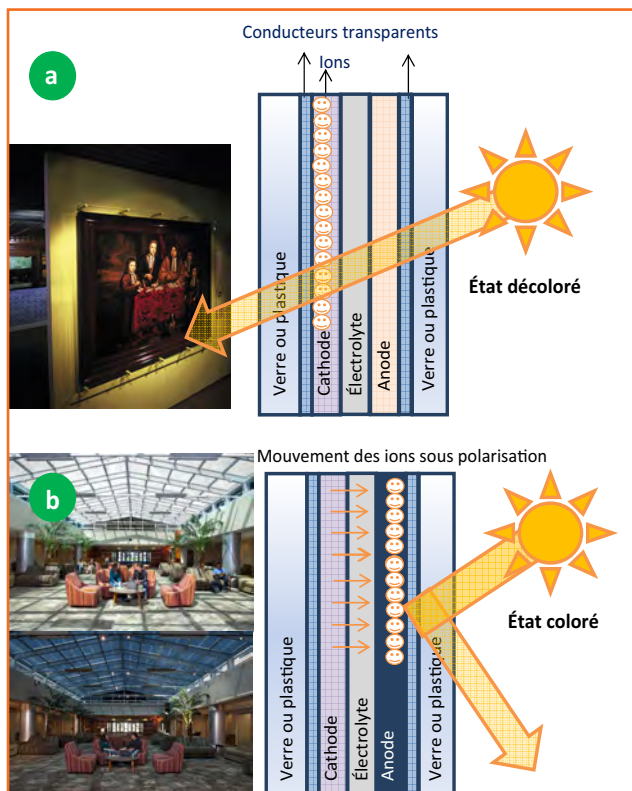 Conducteurs transparents
a
Ions
Verre ou plastique
Cathode
Électrolyte
Anode
Verre ou plastique
État décoloré
Mouvement des ions sous polarisation
b
Verre ou plastique
Cathode
Électrolyte
Anode
Verre ou plastique
État coloré